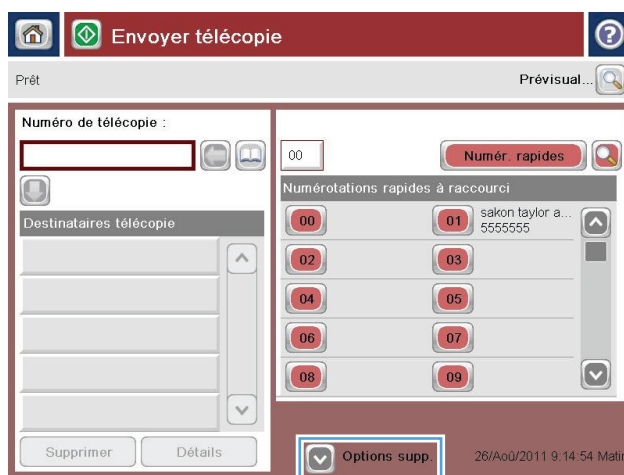 Envoyer télécopie
Prêt
Prévisual...
Numéro de télécopie :
00
Numér. rapides
Destinataires télécopie
Numérotations rapides à raccourci
00
01
sakon taylor a...
5555555
02
03
04
05
06
07
08
09
Supprimer
Détails
Options supp.
26/Aoû/2011 9:14:54 Matin